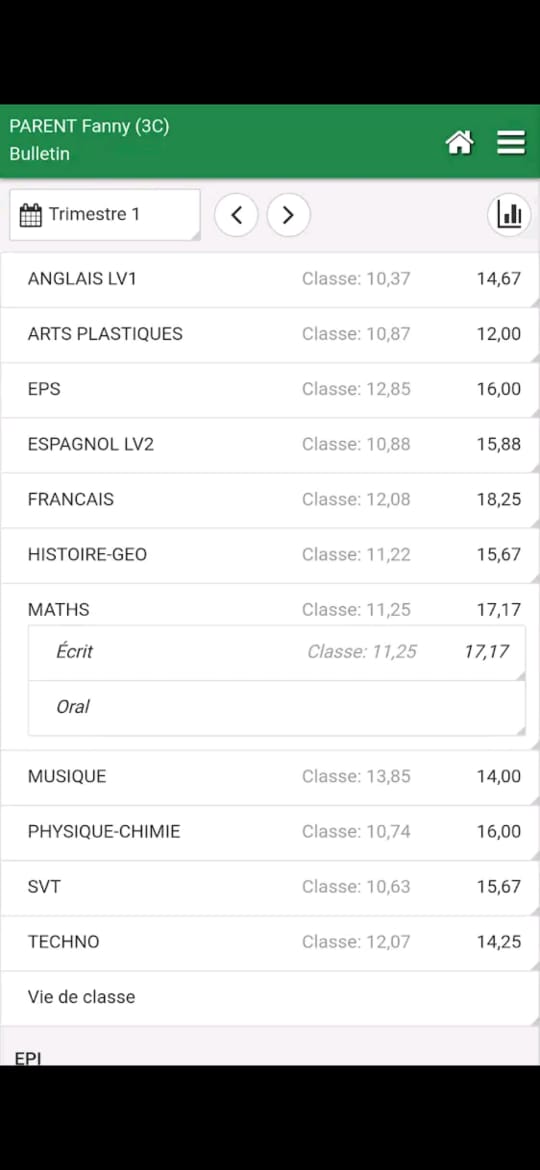 PARENT Fanny (3C)
Bulletin
Trimestre 1
ANGLAIS LV1 Classe: 10,37 14,67
ARTS PLASTIQUES Classe: 10,87 12,00
EPS Classe: 12,85 16,00
ESPAGNOL LV2 Classe: 10,88 15,88
FRANCAIS Classe: 12,08 18,25
HISTOIRE-GEO Classe: 11,22 15,67
MATHS Classe: 11,25 17,17
Écrit Classe: 11,25 17,17
Oral
MUSIQUE Classe: 13,85 14,00
PHYSIQUE-CHIMIE Classe: 10,74 16,00
SVT Classe: 10,63 15,67
TECHNO Classe: 12,07 14,25
Vie de classe
EPI